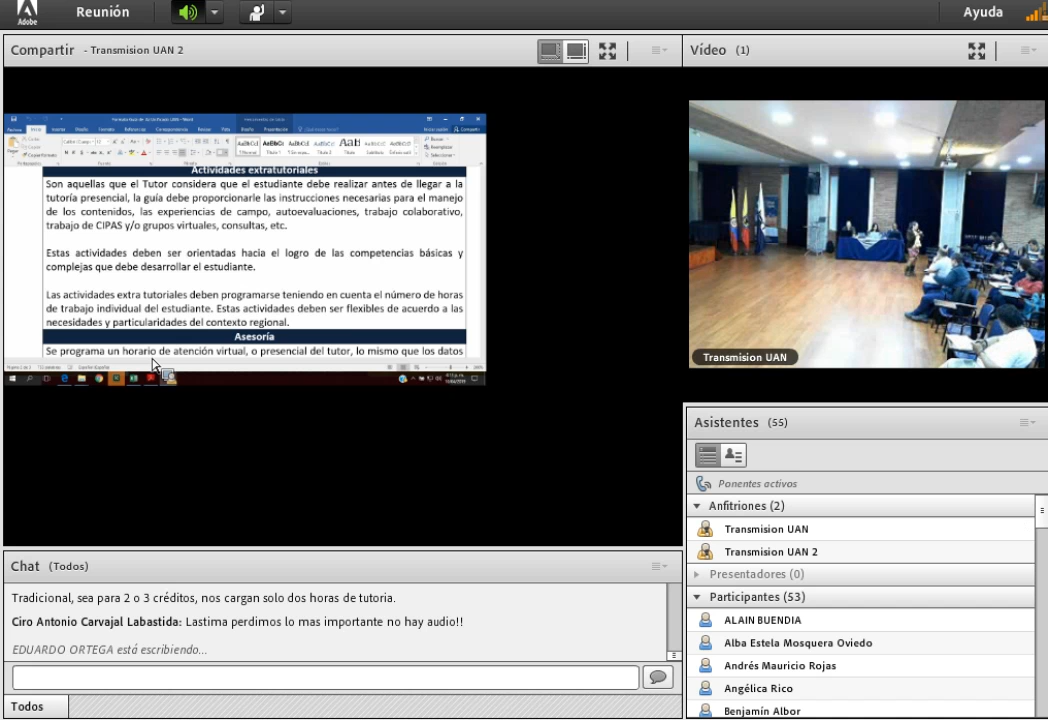 Adobe
Reunión
Ayuda
Compartir - Transmision UAN 2
Actividades extratutoriales
Son aquellas que el Tutor considera que el estudiante debe realizar antes de llegar a la
tutoría presencial, la guía debe proporcionarle las instrucciones necesarias para el manejo
de los contenidos, las experiencias de campo, autoevaluaciones, trabajo colaborativo,
trabajo de CIPAS y/o grupos virtuales, consultas, etc.
Estas actividades deben ser orientadas hacia el logro de las competencias básicas y
complejas que debe desarrollar el estudiante.
Las actividades extra tutoriales deben programarse teniendo en cuenta el número de horas
de trabajo individual del estudiante. Estas actividades deben ser flexibles de acuerdo a las
necesidades y particularidades del contexto regional.
Asesoría
Se programa un horario de atención virtual, o presencial del tutor, lo mismo que los datos
Vídeo (1)
Transmision UAN
Asistentes (55)
Ponentes activos
Anfitriones (2)
Transmision UAN
Transmision UAN 2
Presentadores (0)
Participantes (53)
ALAIN BUENDIA
Alba Estela Mosquera Oviedo
Andrés Mauricio Rojas
Angélica Rico
Benjamín Albor
Chat (Todos)
Tradicional, sea para 2 o 3 créditos, nos cargan solo dos horas de tutoria.
Ciro Antonio Carvajal Labastida: Lastima perdimos lo mas importante no hay audio!!
EDUARDO ORTEGA está escribiendo...
Todos